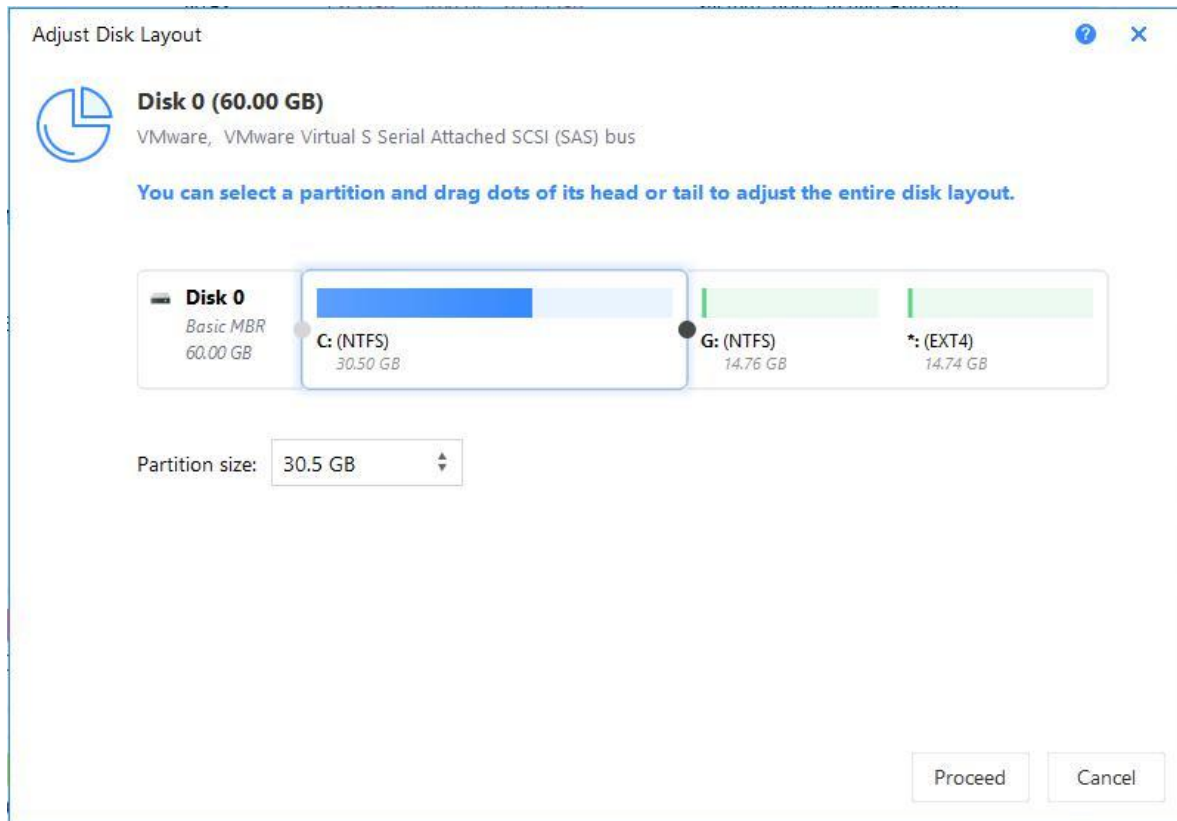 Adjust Disk Layout
Disk 0 (60.00 GB)
VMware, VMware Virtual S Serial Attached SCSI (SAS) bus
You can select a partition and drag dots of its head or tail to adjust the entire disk layout.
Disk 0
Basic MBR
60.00 GB
C: (NTFS)
30.50 GB
G: (NTFS)
14.76 GB
*: (EXT4)
14.74 GB
Partition size: 30.5 GB
Proceed Cancel